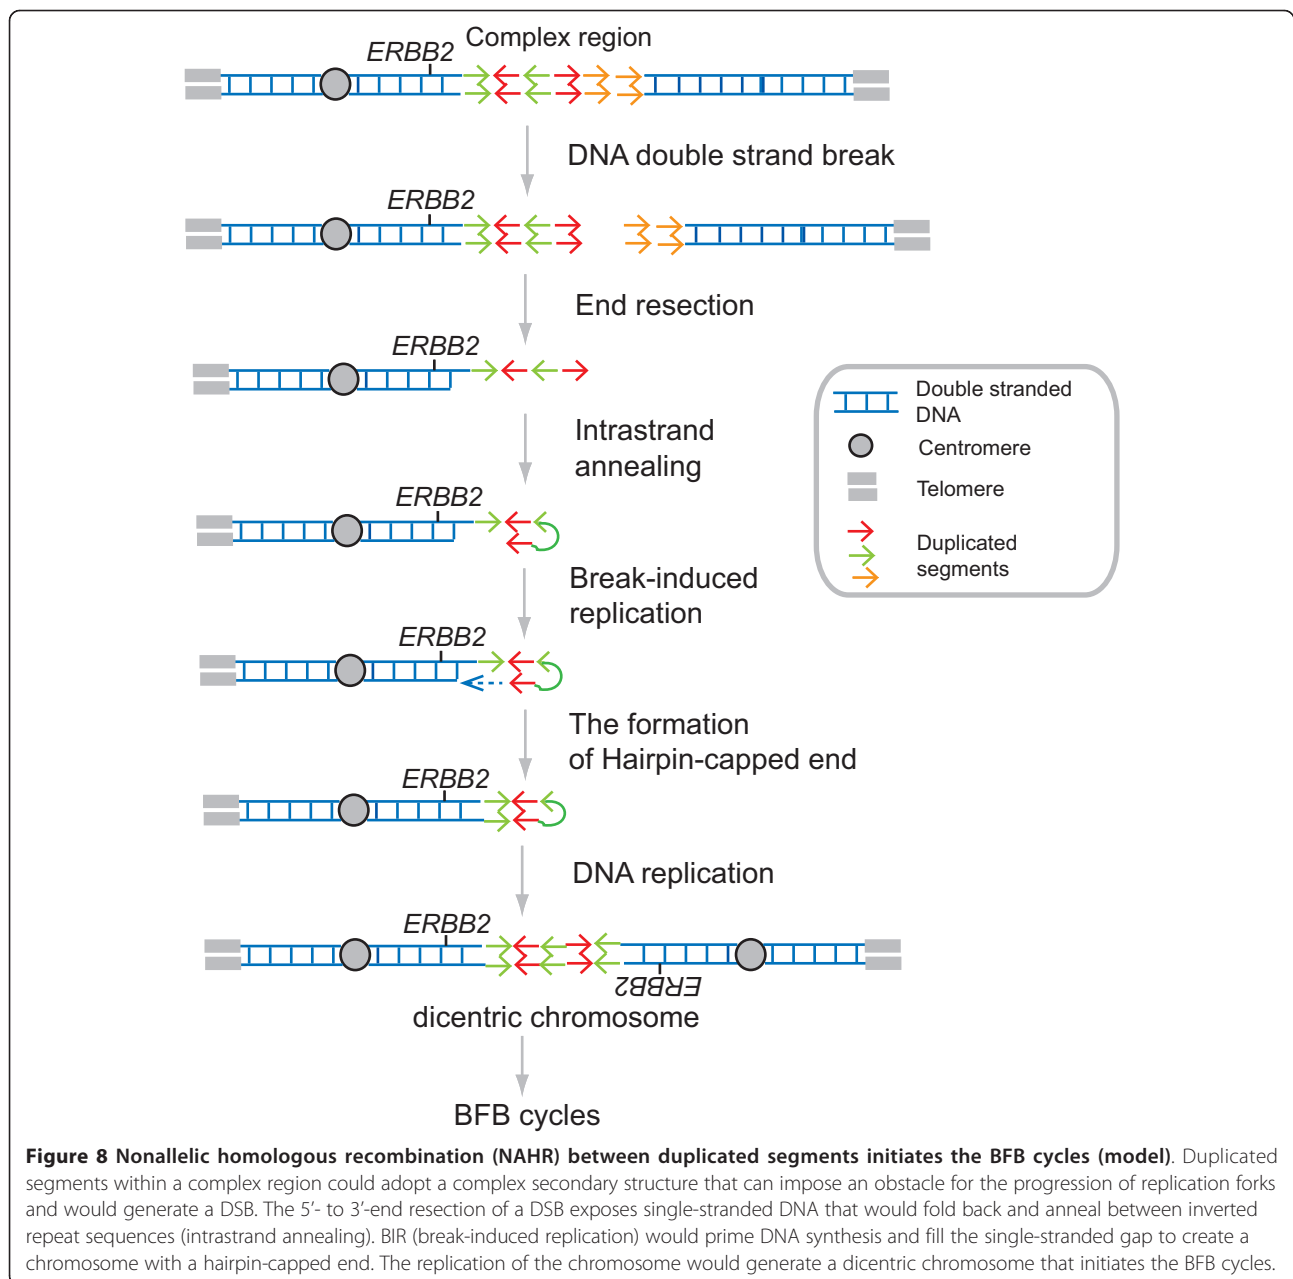 Complex region
ERBB2
DNA double strand break
ERBB2
End resection
ERBB2
Intrastrand
annealing
ERBB2
Break-induced
replication
ERBB2
The formation
of Hairpin-capped end
ERBB2
DNA replication
ERBB2
ERBB2
dicentric chromosome
BFB cycles
Double stranded
DNA
Centromere
Telomere
Duplicated
segments
Figure 8 Nonallelic homologous recombination (NAHR) between duplicated segments initiates the BFB cycles (model). Duplicated
segments within a complex region could adopt a complex secondary structure that can impose an obstacle for the progression of replication forks
and would generate a DSB. The 5’- to 3’-end resection of a DSB exposes single-stranded DNA that would fold back and anneal between inverted
repeat sequences (intrastrand annealing). BIR (break-induced replication) would prime DNA synthesis and fill the single-stranded gap to create a
chromosome with a hairpin-capped end. The replication of the chromosome would generate a dicentric chromosome that initiates the BFB cycles.